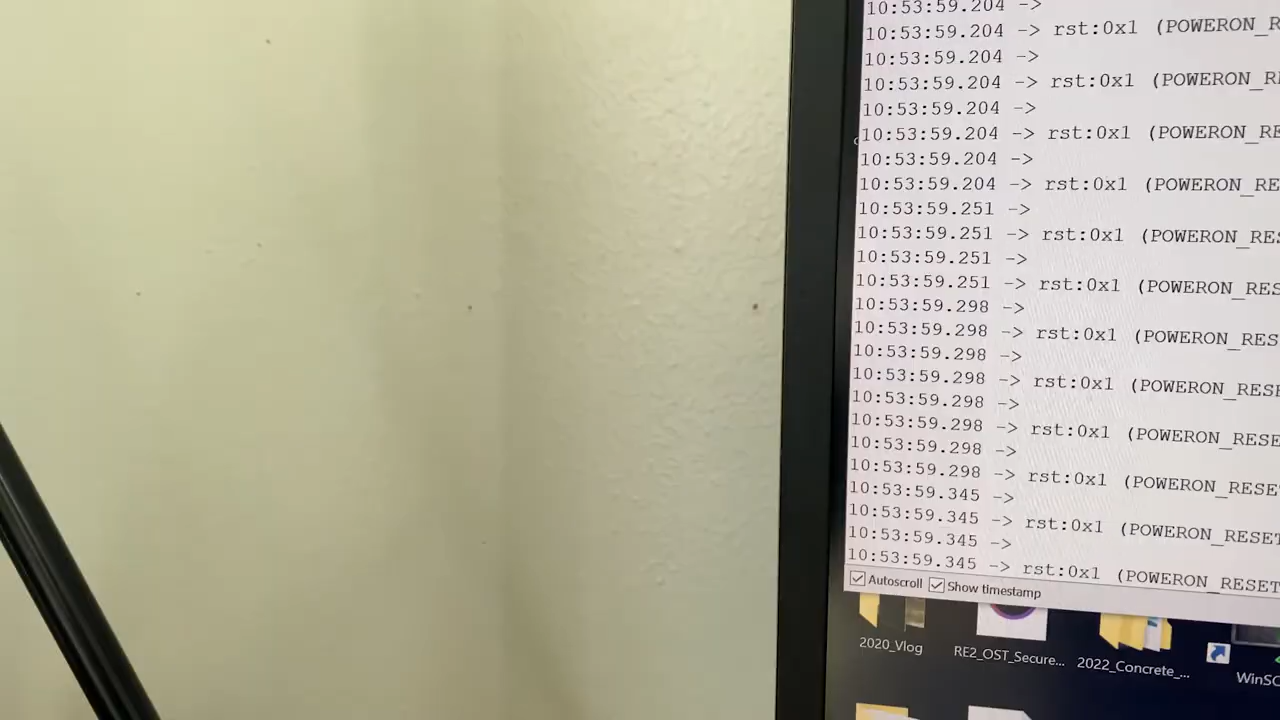 10:53:59.204 ->
10:53:59.204 -> rst:0x1 (POWERON_R
10:53:59.204 ->
10:53:59.204 -> rst:0x1 (POWERON_RE
10:53:59.204 ->
10:53:59.204 -> rst:0x1 (POWERON_RE
10:53:59.204 ->
10:53:59.204 -> rst:0x1 (POWERON_RE
10:53:59.251 ->
10:53:59.251 -> rst:0x1 (POWERON_RES
10:53:59.251 ->
10:53:59.251 -> rst:0x1 (POWERON_RES
10:53:59.298 ->
10:53:59.298 -> rst:0x1 (POWERON_RES
10:53:59.298 ->
10:53:59.298 -> rst:0x1 (POWERON_RESE
10:53:59.298 ->
10:53:59.298 -> rst:0x1 (POWERON_RESE
10:53:59.298 ->
10:53:59.298 -> rst:0x1 (POWERON_RESE
10:53:59.345 ->
10:53:59.345 -> rst:0x1 (POWERON_RESET
10:53:59.345 ->
10:53:59.345 -> rst:0x1 (POWERON_RESET
Autoscroll Show timestamp
2020_Vlog RE2_OST_Secure... 2022_Concrete_... WinSC